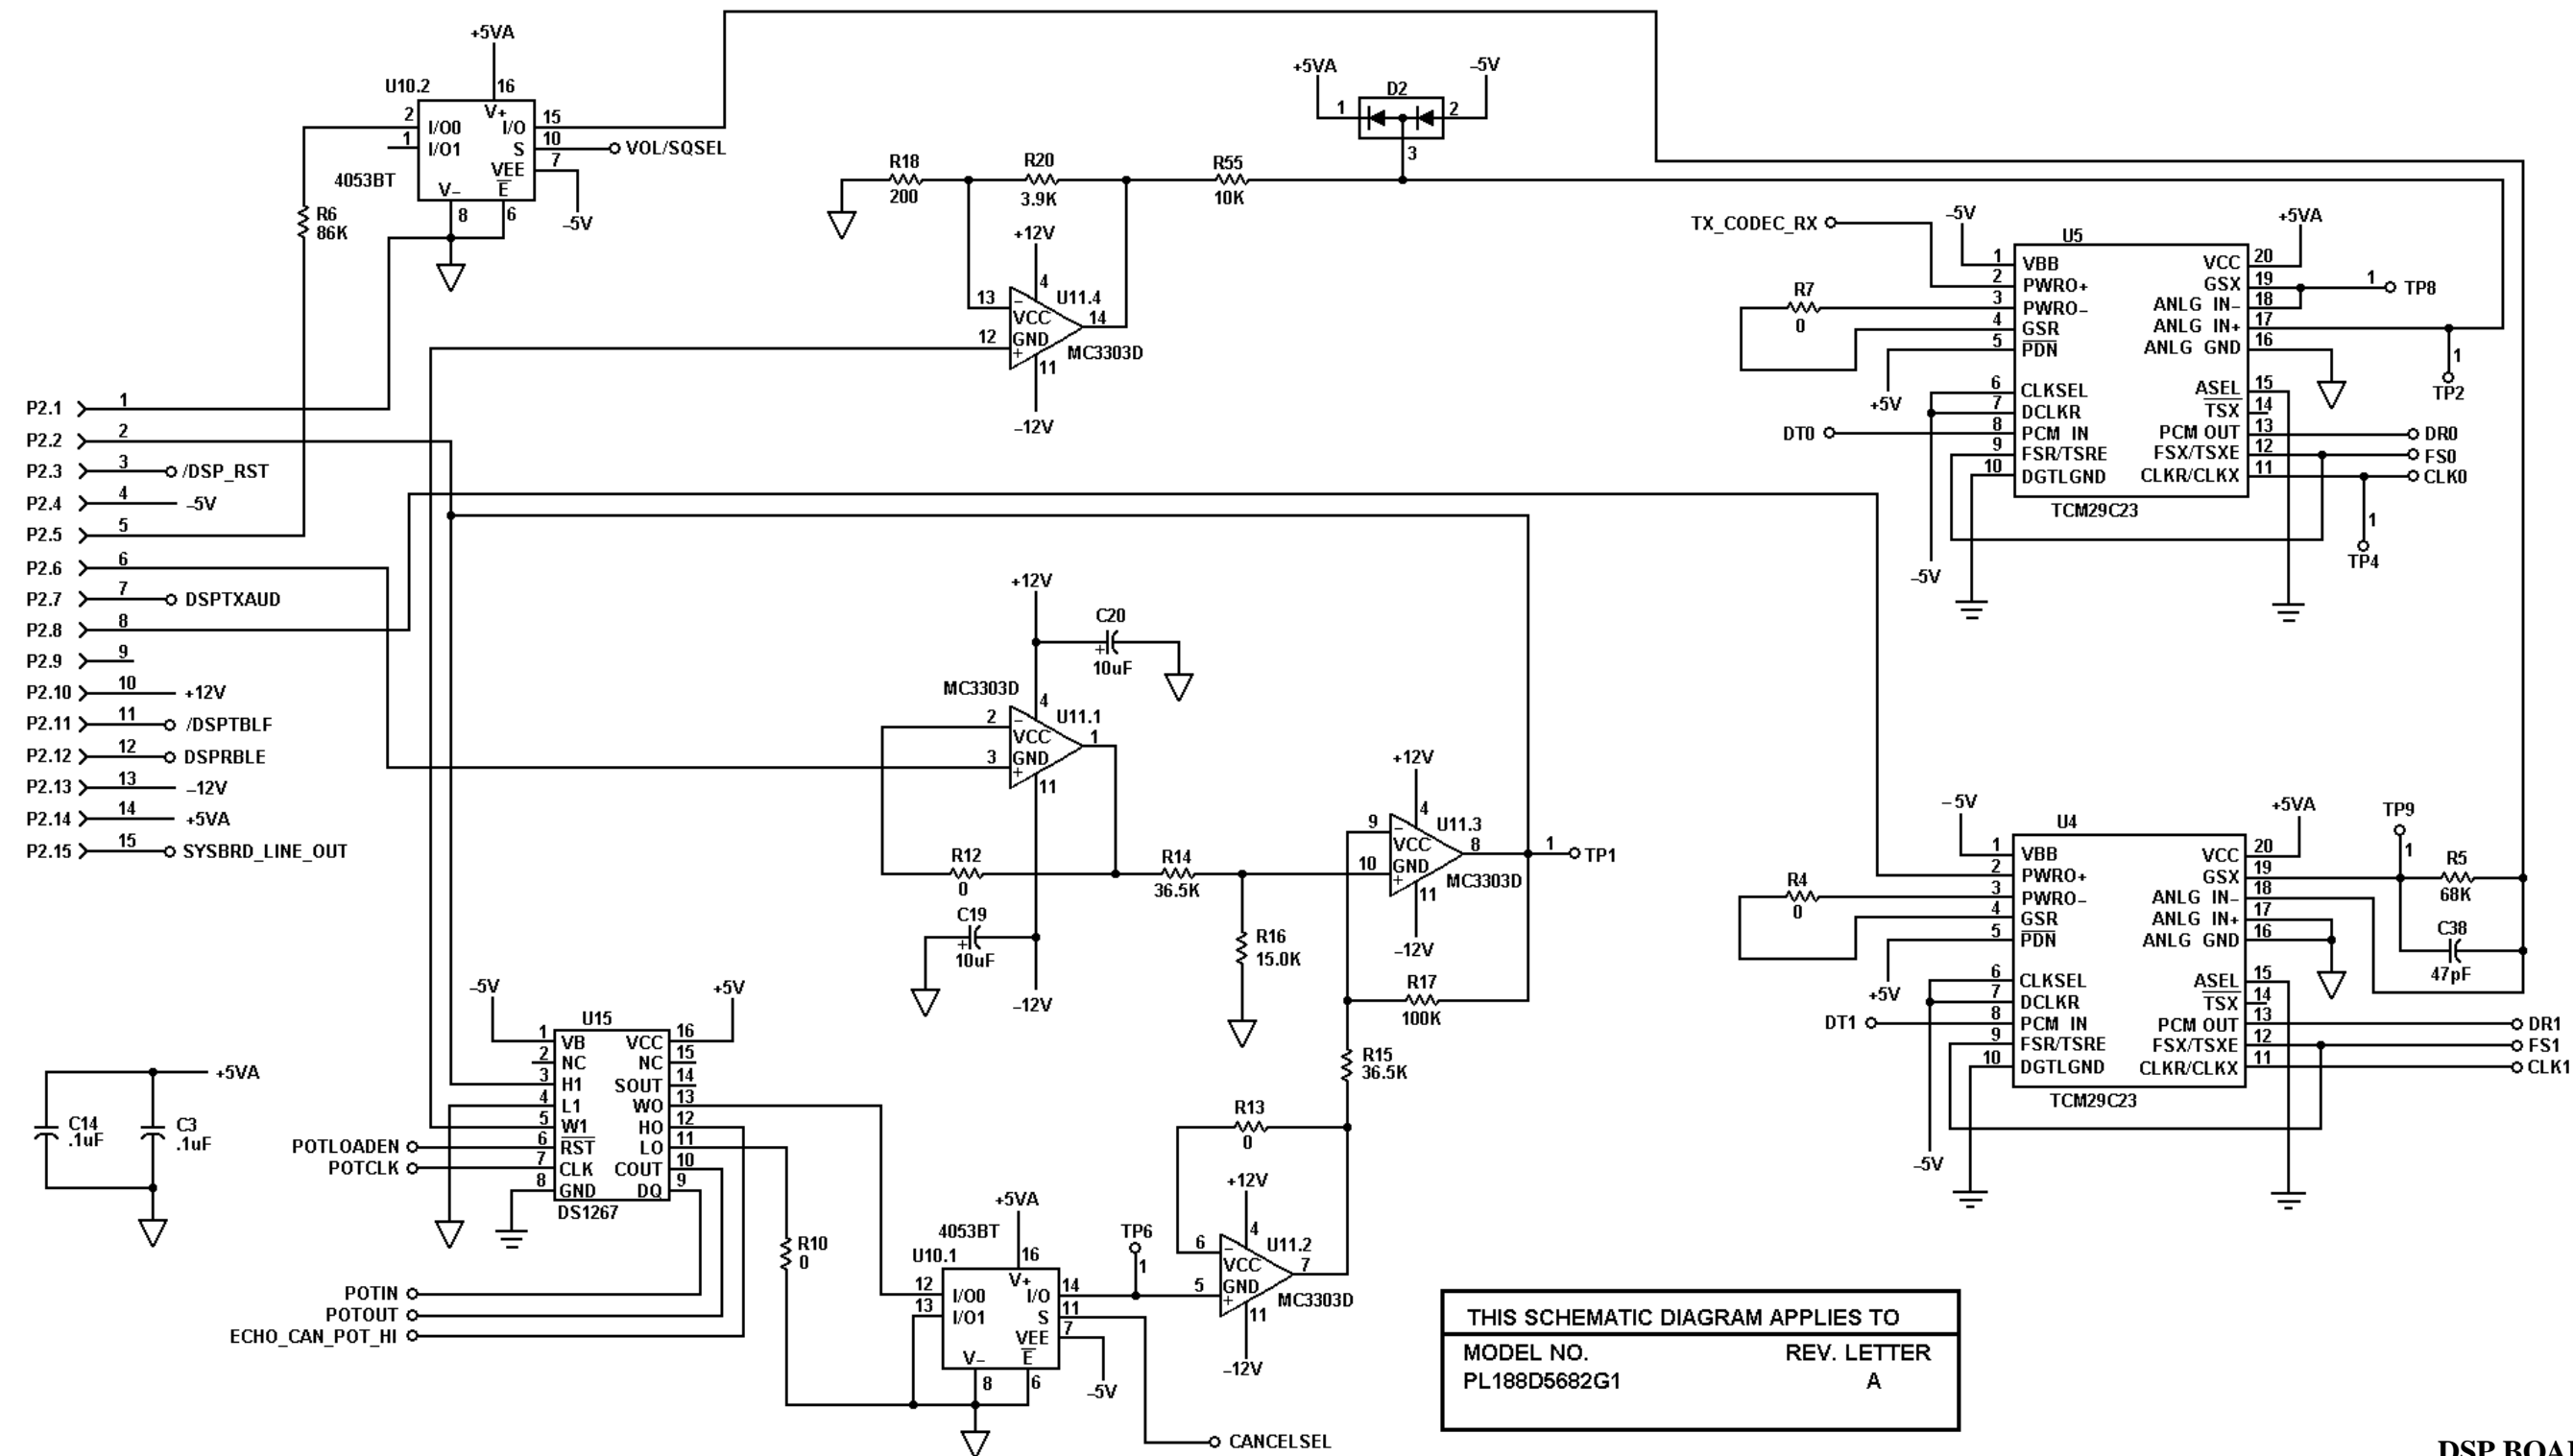 +5VA
U10.2
16
V+
2 I/O0 I/O 15
1 I/O1 S 10
VOL/SQSEL
VEE 7
4053BT
V– E
8 6
–5V
R6
86K
+5VA
–5V
D2
1 2
3
R18
200
R20
3.9K
R55
10K
+12V
4
U11.4
13 –
VCC
14
12 GND
+
MC3303D
11
–12V
TX_CODEC_RX
–5V
+5VA
U5
1 VBB VCC 20
2 PWRO+ GSX 19
3 PWRO– ANLG IN– 18
4 GSR ANLG IN+ 17
5 PDN ANLG GND 16
6 CLKSEL ASEL 15
7 DCLKR TSX 14
8 PCM IN PCM OUT 13
9 FSR/TSRE FSX/TSXE 12
10 DGTLGND CLKR/CLKX 11
TCM29C23
R7
0
+5V
DT0
–5V
1 TP8
1
TP2
DR0
FS0
CLK0
1
TP4
P2.1 1
P2.2 2
P2.3 3 /DSP_RST
P2.4 4 –5V
P2.5 5
P2.6 6
P2.7 7 DSPTXAUD
P2.8 8
P2.9 9
P2.10 10 +12V
P2.11 11 /DSPTBLF
P2.12 12 DSPRBLE
P2.13 13 –12V
P2.14 14 +5VA
P2.15 15 SYSBRD_LINE_OUT
+12V
C20
+
10uF
MC3303D
4
U11.1
2 –
VCC
1
3 GND
+
11
R12
0
R14
36.5K
C19
+
10uF
–12V
R16
15.0K
+12V
4
U11.3
9 –
VCC
8
10 GND
+
MC3303D
11
–12V
1 TP1
R17
100K
R15
36.5K
R13
0
–5V
+5VA
U4
1 VBB VCC 20
2 PWRO+ GSX 19
3 PWRO– ANLG IN– 18
4 GSR ANLG IN+ 17
5 PDN ANLG GND 16
6 CLKSEL ASEL 15
7 DCLKR TSX 14
8 PCM IN PCM OUT 13
9 FSR/TSRE FSX/TSXE 12
10 DGTLGND CLKR/CLKX 11
TCM29C23
R4
0
+5V
DT1
–5V
TP9
1
R5
68K
C38
47pF
DR1
FS1
CLK1
–5V
+5V
U15
1 VB VCC 16
2 NC NC 15
3 H1 SOUT 14
4 L1 WO 13
5 W1 HO 12
6 RST LO 11
7 CLK COUT 10
8 GND DQ 9
DS1267
+5VA
C14
.1uF
C3
.1uF
POTLOADEN
POTCLK
POTIN
POTOUT
ECHO_CAN_POT_HI
R10
0
+5VA
4053BT
U10.1
16
V+
12 I/O0 I/O 14
13 I/O1 S 11
VEE 7
V– E
8 6
–5V
TP6
1
+12V
4
U11.2
6 –
VCC
7
5 GND
+
MC3303D
11
–12V
CANCELSEL
THIS SCHEMATIC DIAGRAM APPLIES TO
MODEL NO. REV. LETTER
PL188D5682G1 A